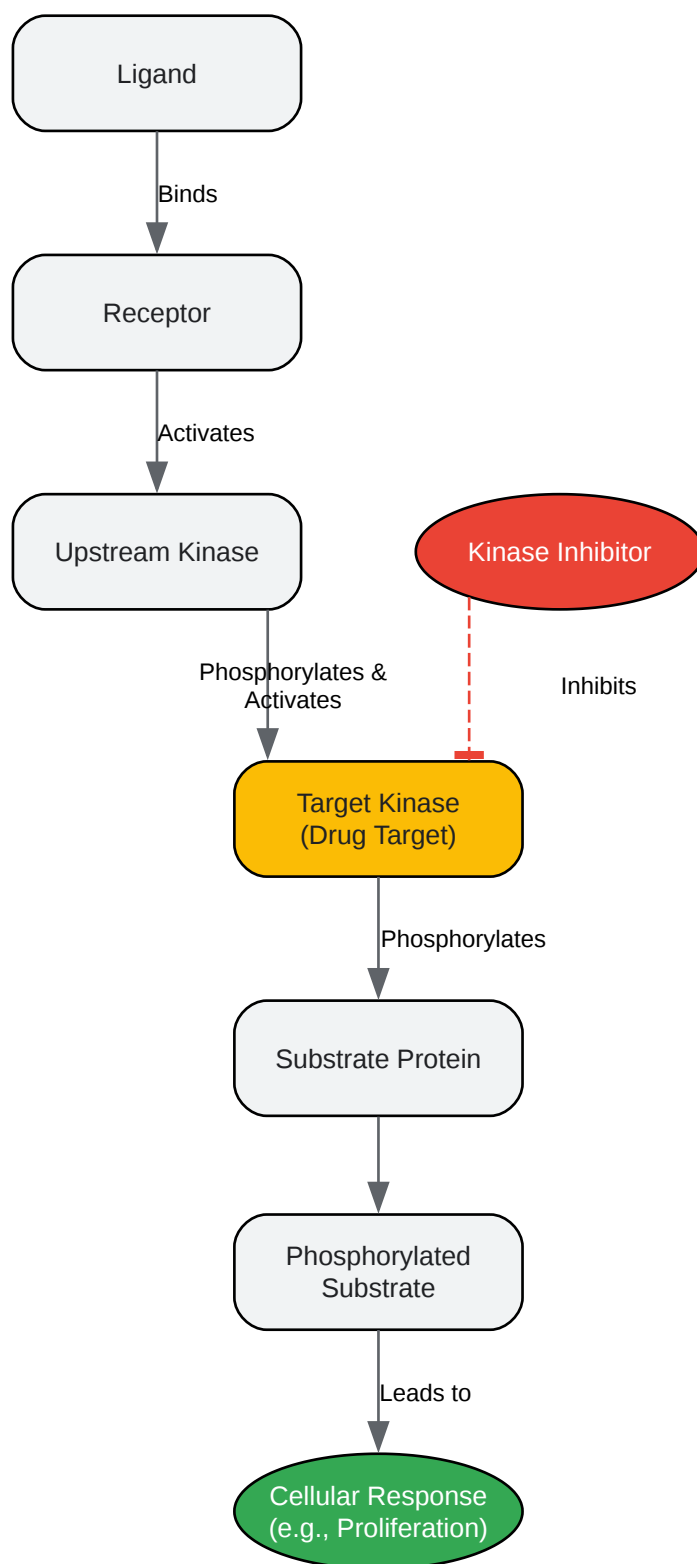 Ligand
Binds
Receptor
Activates
Upstream Kinase
Kinase Inhibitor
Phosphorylates &
Activates
Inhibits
Target Kinase
(Drug Target)
Phosphorylates
Substrate Protein
Phosphorylated
Substrate
Leads to
Cellular Response
(e.g., Proliferation)